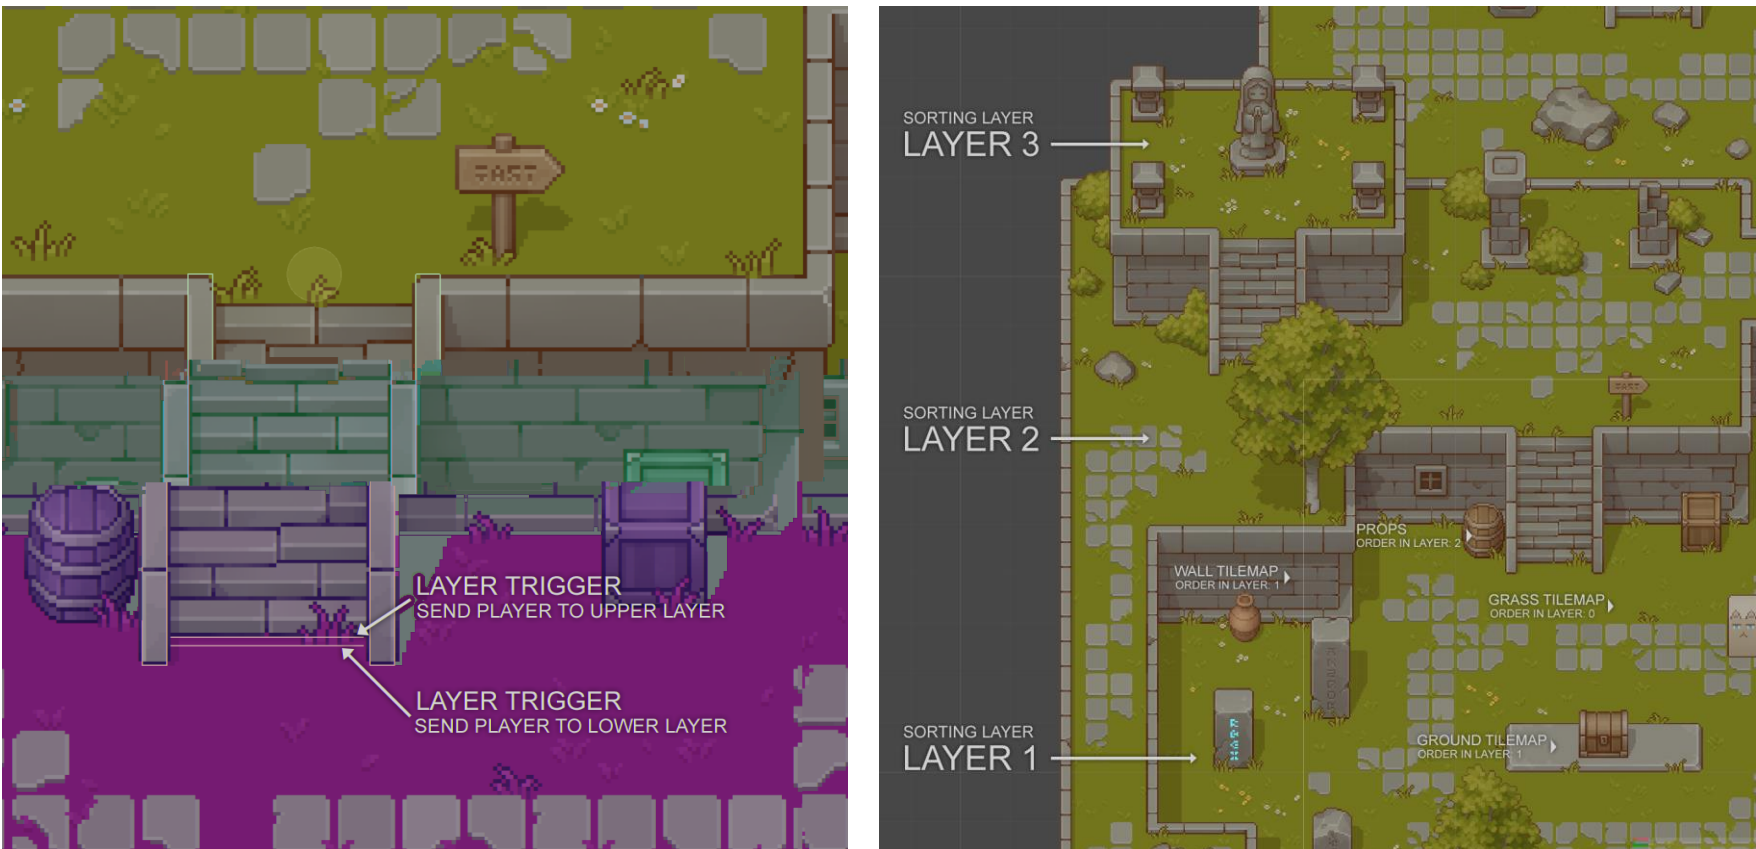 LAYER TRIGGER
SEND PLAYER TO UPPER LAYER
LAYER TRIGGER
SEND PLAYER TO LOWER LAYER
SORTING LAYER
LAYER 3
SORTING LAYER
LAYER 2
PROPS
ORDER IN LAYER: 2
WALL TILEMAP
ORDER IN LAYER: 1
GRASS TILEMAP
ORDER IN LAYER: 0
SORTING LAYER
LAYER 1
GROUND TILEMAP
ORDER IN LAYER: 1